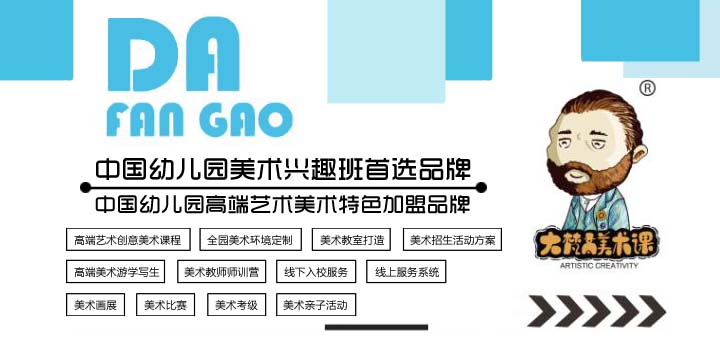 DA
FAN GAO
®
中国幼儿园美术兴趣班首选品牌
中国幼儿园高端艺术美术特色加盟品牌
高端艺术创意美术课程 全园美术环境定制 美术教室打造 美术招生活动方案
高端美术游学写生 美术教师师训营 线下入校服务 线上服务系统
美术画展 美术比赛 美术考级 美术亲子活动
大梵高美术课
ARTISTIC CREATIVITY